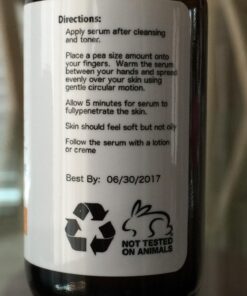 Directions:
Apply serum after cleansing
and toner.
Place a pea size amount onto
your fingers. Warm the serum
between your hands and spread
evenly over your skin using
gentle circular motion.
Allow 5 minutes for serum to
fullypenetrate the skin.
Skin should feel soft but not oily
Follow the serum with a lotion
or creme
Best By: 06/30/2017
NOT TESTED
ON ANIMALS